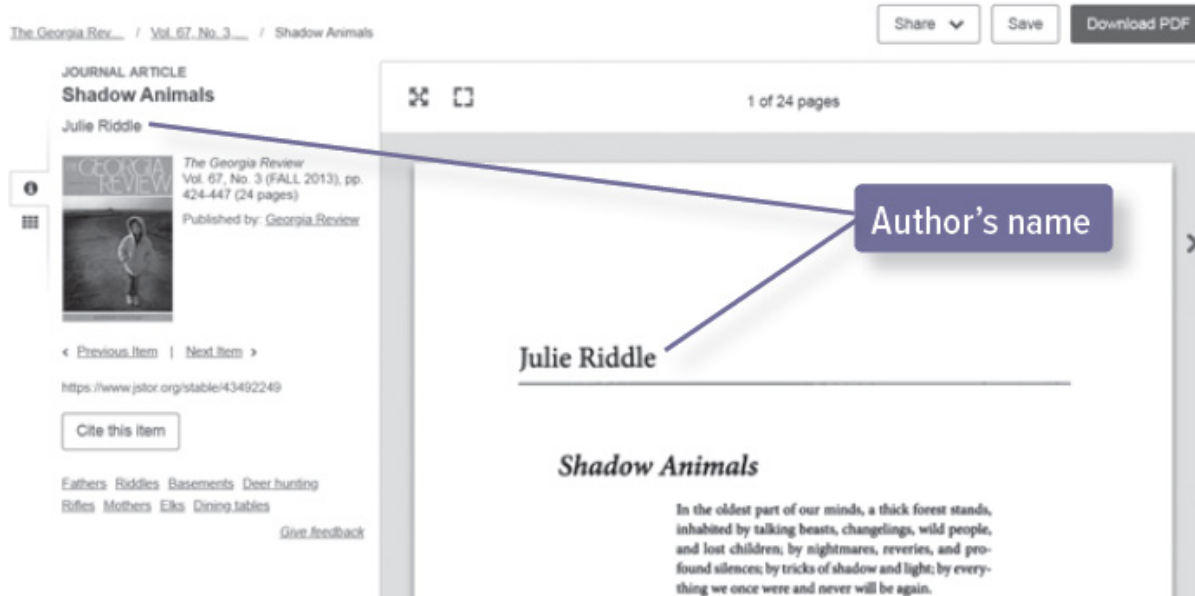 The Georgia Rev... / Vol. 67, No. 3, ... / Shadow Animals
Share
Save
Download PDF
JOURNAL ARTICLE
Shadow Animals
Julie Riddle
GEORGIA
REVIEW
The Georgia Review
Vol. 67, No. 3 (FALL 2013), pp.
424-447 (24 pages)
Published by: Georgia Review
< Previous Item | Next Item >
https://www.jstor.org/stable/43492249
Cite this item
Fathers Riddles Basements Deer hunting
Rifles Mothers Elks Dining tables
Give feedback
1 of 24 pages
Author’s name
Julie Riddle
Shadow Animals
In the oldest part of our minds, a thick forest stands,
inhabited by talking beasts, changelings, wild people,
and lost children; by nightmares, reveries, and pro-
found silences; by tricks of shadow and light; by every-
thing we once were and never will be again.